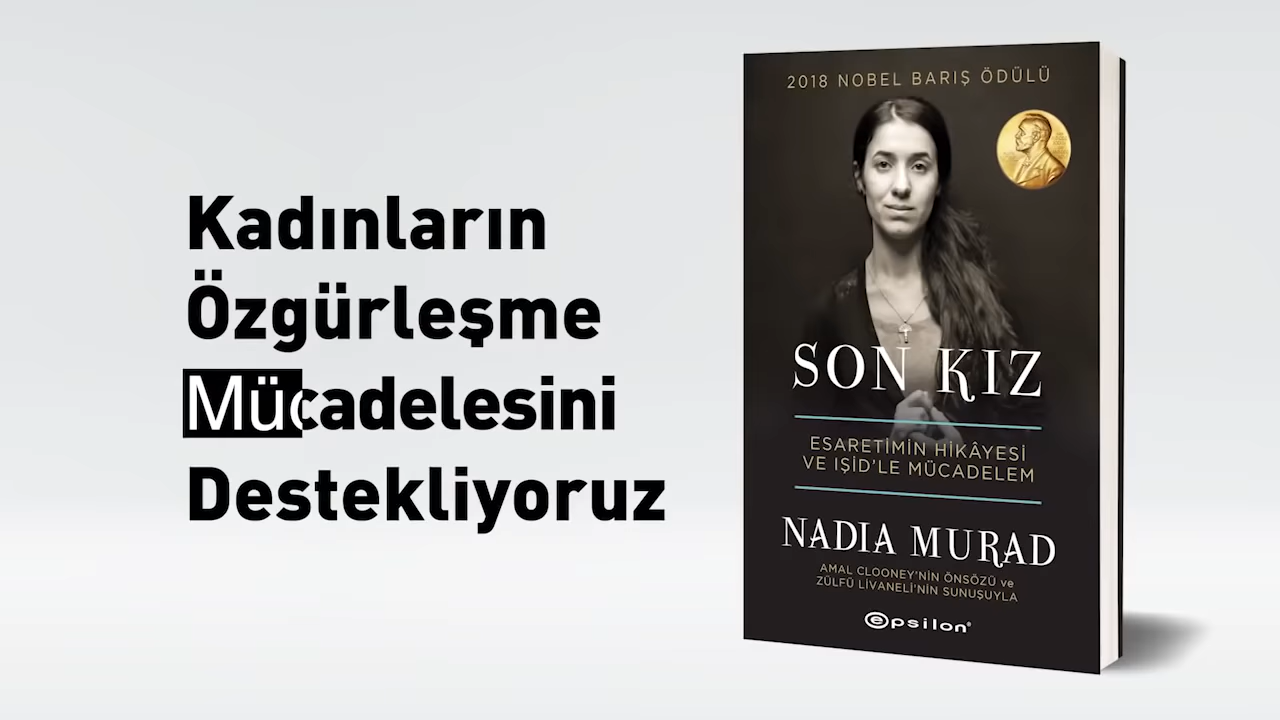 Kadınların
Özgürleşme
Mücadelesini
Destekliyoruz
2018 NOBEL BARIŞ ÖDÜLÜ
SON KIZ
ESARETİMİN HİKÂYESİ
VE IŞİD'LE MÜCADELEM
NADIA MURAD
AMAL CLOONEY'NİN ÖNSÖZÜ ve
ZÜLFÜ LİVANELİ'NİN SUNUŞUYLA
epsilon®